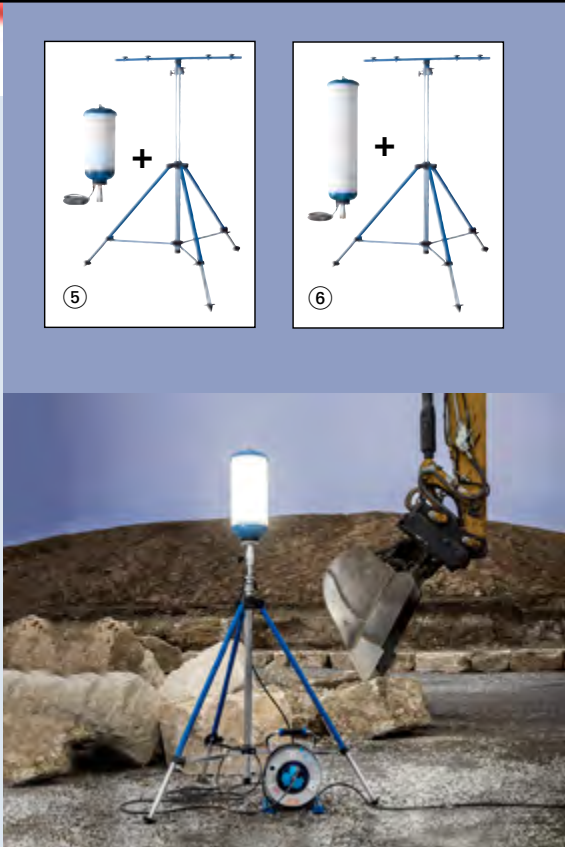 +
+
⑤
⑥